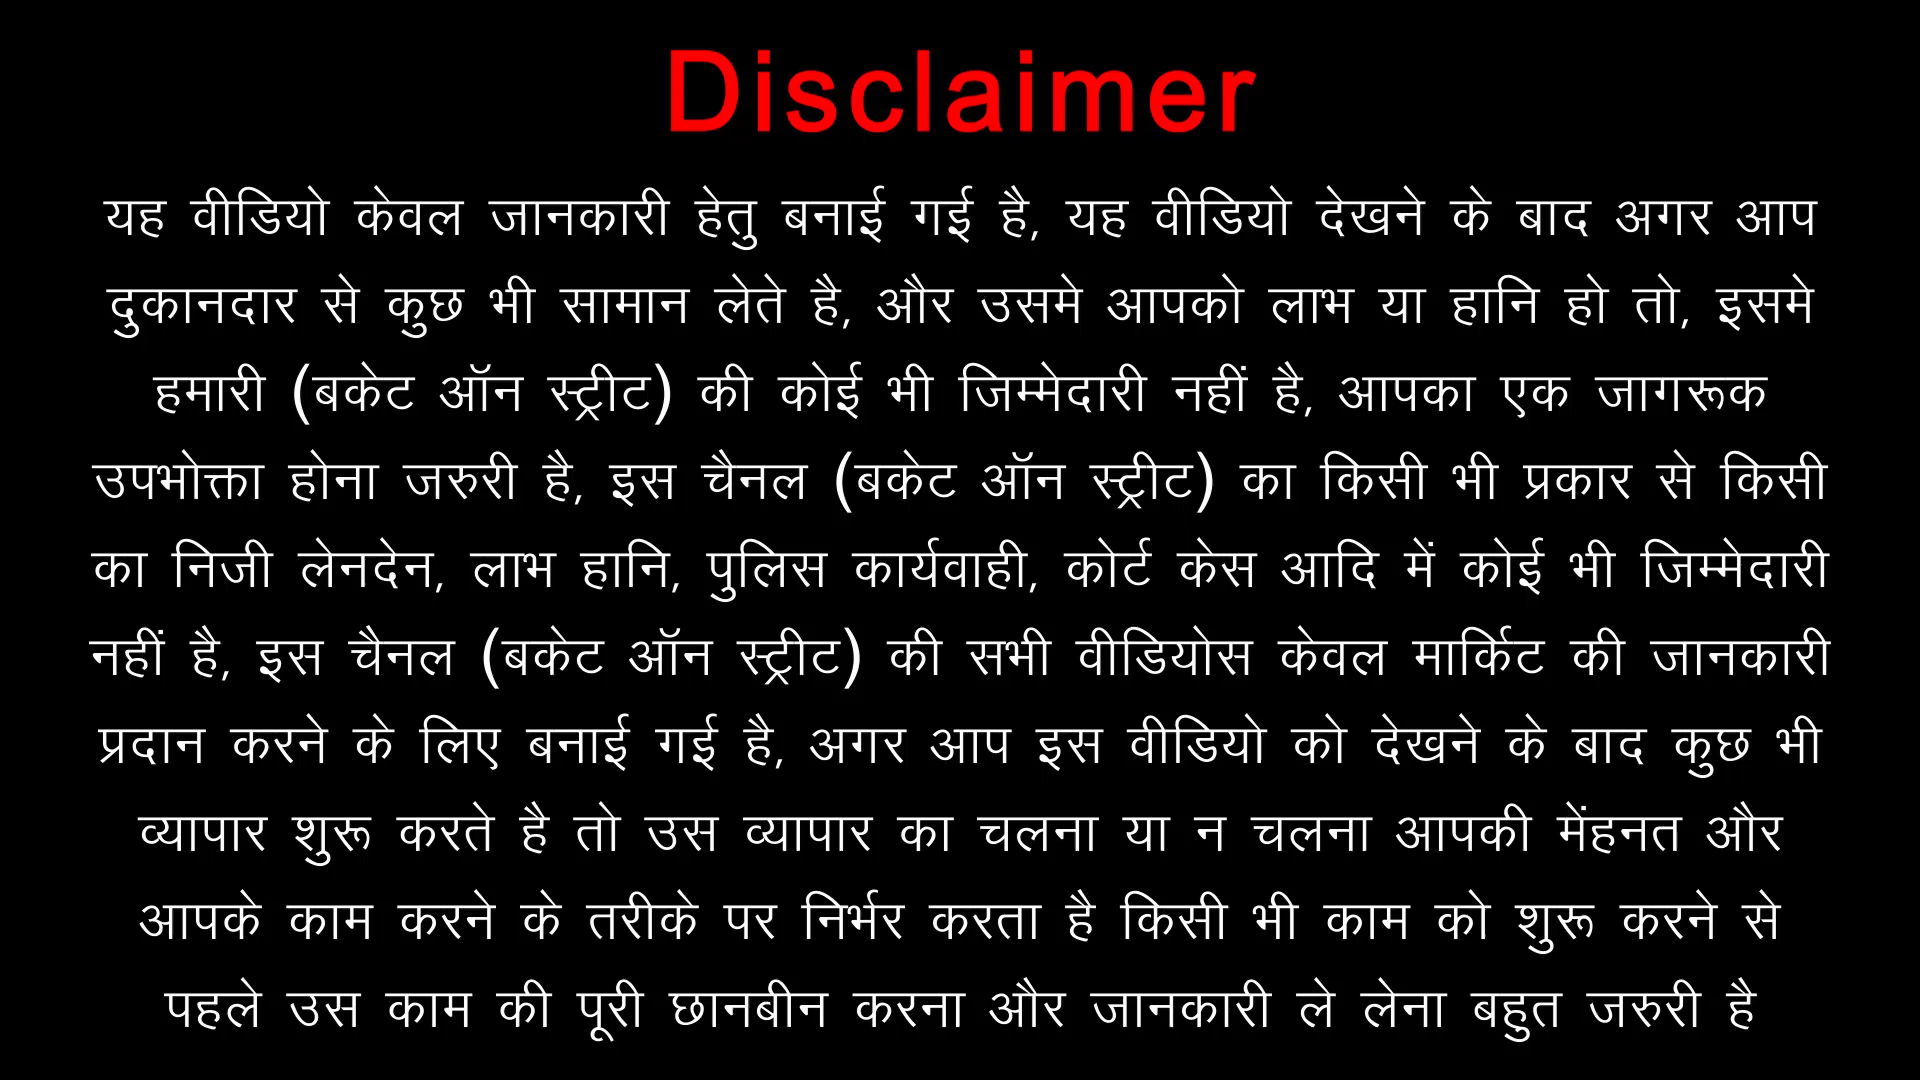 Disclaimer
यह वीडियो केवल जानकारी हेतु बनाई गई है, यह वीडियो देखने के बाद अगर आप
दुकानदार से कुछ भी सामान लेते है, और उसमे आपको लाभ या हानि हो तो, इसमे
हमारी (बकेट ऑन स्ट्रीट) की कोई भी जिम्मेदारी नहीं है, आपका एक जागरूक
उपभोक्ता होना जरुरी है, इस चैनल (बकेट ऑन स्ट्रीट) का किसी भी प्रकार से किसी
का निजी लेनदेन, लाभ हानि, पुलिस कार्यवाही, कोर्ट केस आदि में कोई भी जिम्मेदारी
नहीं है, इस चैनल (बकेट ऑन स्ट्रीट) की सभी वीडियोस केवल मार्किट की जानकारी
प्रदान करने के लिए बनाई गई है, अगर आप इस वीडियो को देखने के बाद कुछ भी
व्यापार शुरू करते है तो उस व्यापार का चलना या न चलना आपकी मेंहनत और
आपके काम करने के तरीके पर निर्भर करता है किसी भी काम को शुरू करने से
पहले उस काम की पूरी छानबीन करना और जानकारी ले लेना बहुत जरुरी है